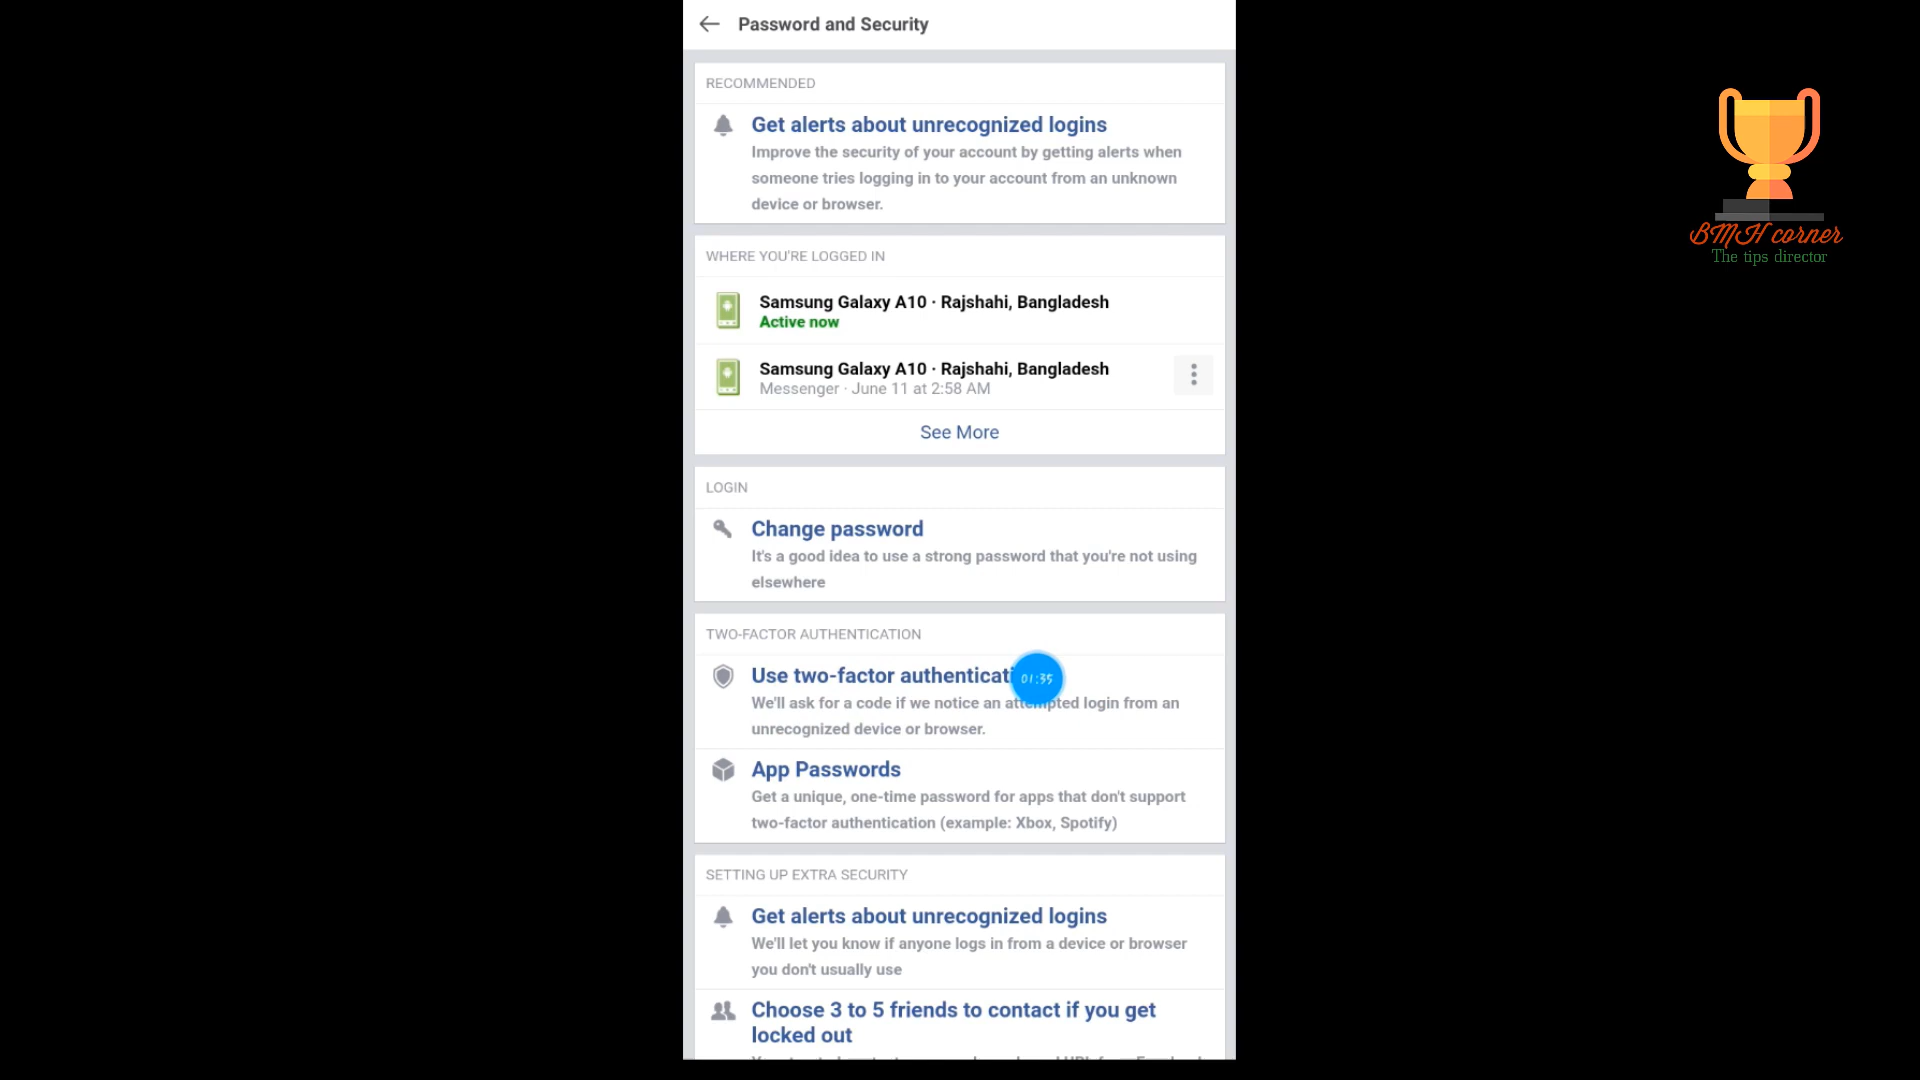 Password and Security
RECOMMENDED
Get alerts about unrecognized logins
Improve the security of your account by getting alerts when
someone tries logging in to your account from an unknown
device or browser.
WHERE YOU'RE LOGGED IN
Samsung Galaxy A10 · Rajshahi, Bangladesh
Active now
Samsung Galaxy A10 · Rajshahi, Bangladesh
Messenger · June 11 at 2:58 AM
See More
LOGIN
Change password
It's a good idea to use a strong password that you're not using
elsewhere
TWO-FACTOR AUTHENTICATION
Use two-factor
01:35
We'll ask for a code if we notice an login from an
unrecognized device or browser.
App Passwords
Get a unique, one-time password for apps that don't support
two-factor authentication (example: Xbox, Spotify)
SETTING UP EXTRA SECURITY
Get alerts about unrecognized logins
We'll let you know if anyone logs in from a device or browser
you don't usually use
Choose 3 to 5 friends to contact if you get
locked out
BMH corner
The tips director